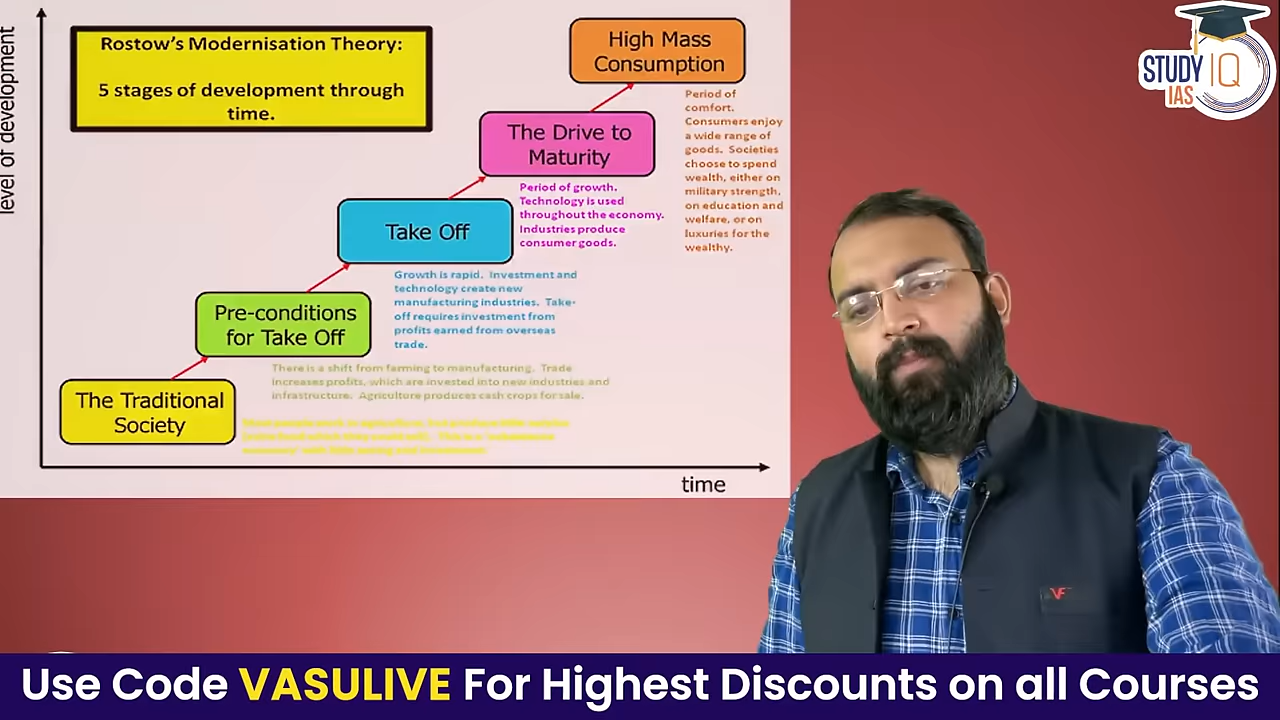 level of development
Rostow's Modernisation Theory:
5 stages of development through
time.
High Mass
Consumption
Period of
comfort.
Consumers enjoy
a wide range of
goods. Societies
choose to spend
wealth, either on
military strength,
on education and
welfare, or on
luxuries for the
wealthy.
The Drive to
Maturity
Period of growth.
Technology is used
throughout the economy.
Industries produce
consumer goods.
Take Off
Growth is rapid. Investment and
technology create new
manufacturing industries. Take-
off requires investment from
profits earned from overseas
trade.
Pre-conditions
for Take Off
There is a shift from farming to manufacturing. Trade
increases profits, which are invested into new industries and
infrastructure. Agriculture produces cash crops for sale.
The Traditional
Society
time
STUDY IQ
IAS
VF
Use Code VASULIVE For Highest Discounts on all Courses